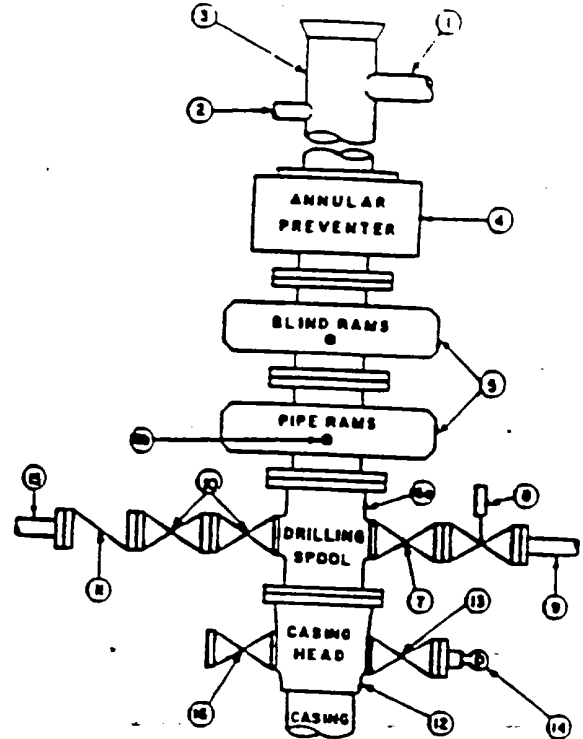 3
1
2
ANNULAR
PREVENTER
4
BLIND RAMS
5
PIPE RAMS
10
8
DRILLING
SPOOL
11
7
9
13
CASING
HEAD
12
14
CASING